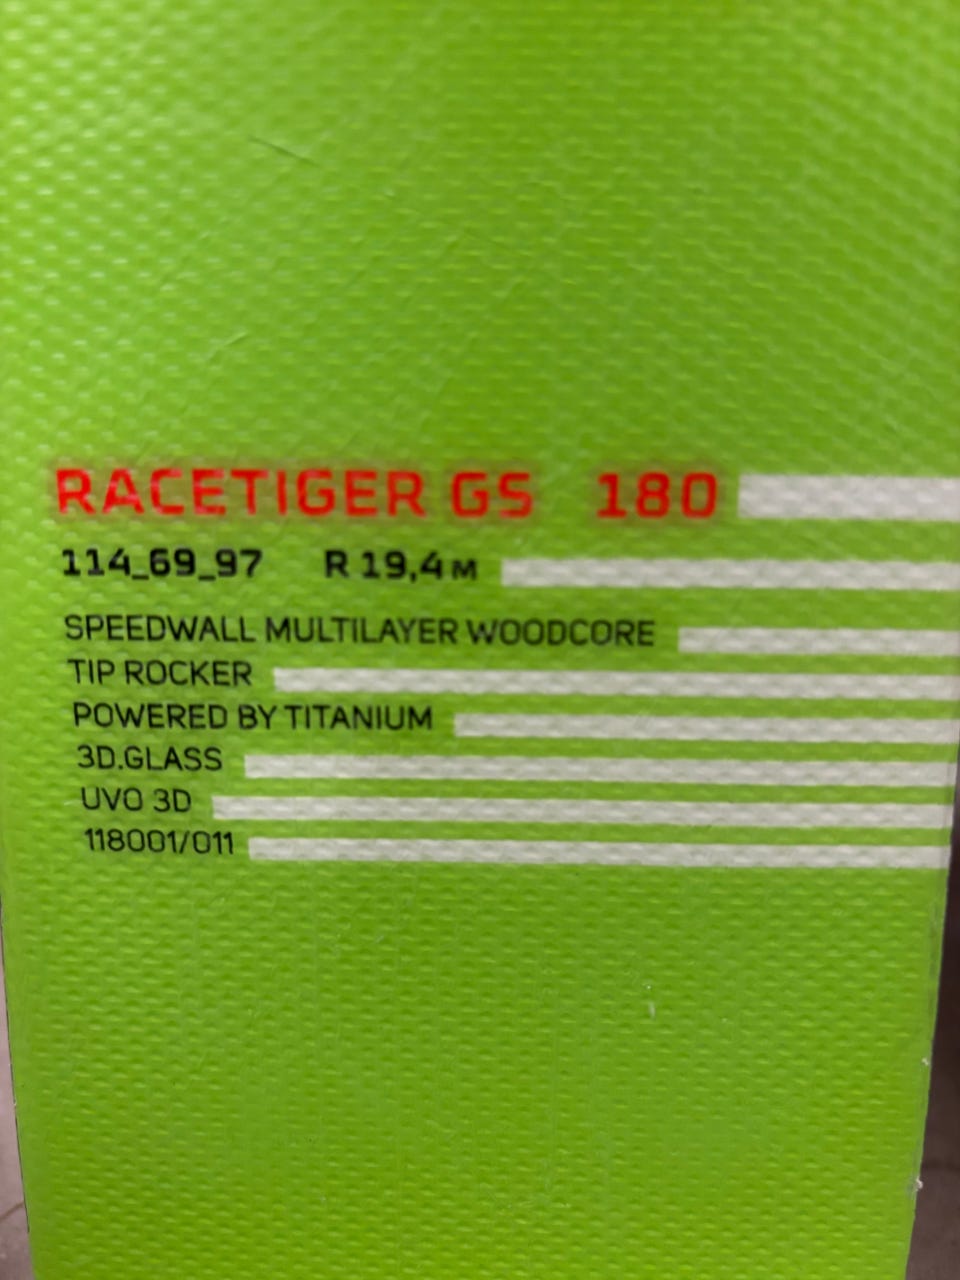 RACETIGER GS 180
114_69_97 R 19,4 M
SPEEDWALL MULTILAYER WOODCORE
TIP ROCKER
POWERED BY TITANIUM
3D.GLASS
UVO 3D
118001/011